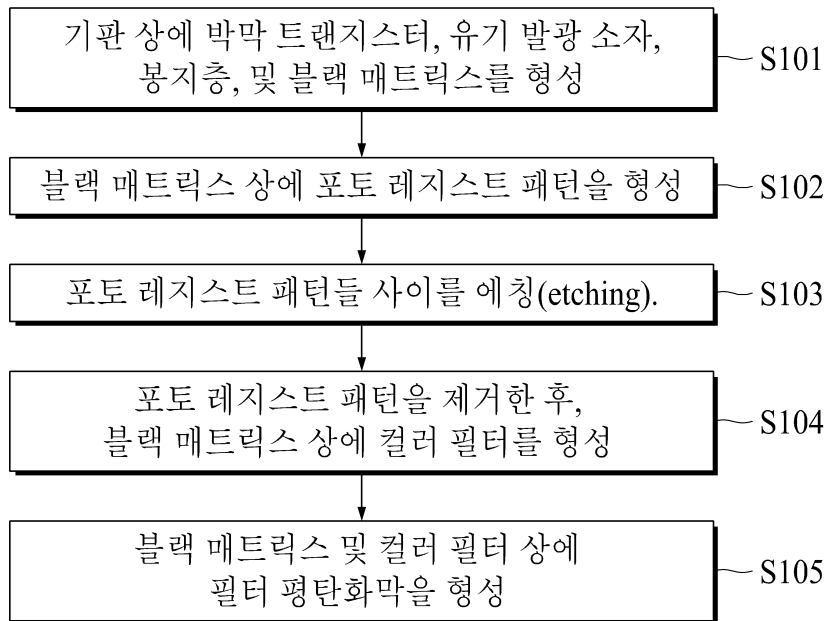 기판 상에 박막 트랜지스터, 유기 발광 소자,
봉지층, 및 블랙 매트릭스를 형성
S101
블랙 매트릭스 상에 포토 레지스트 패턴을 형성
S102
포토 레지스트 패턴들 사이를 에칭(etching).
S103
포토 레지스트 패턴을 제거한 후,
블랙 매트릭스 상에 컬러 필터를 형성
S104
블랙 매트릭스 및 컬러 필터 상에
필터 평탄화막을 형성
S105